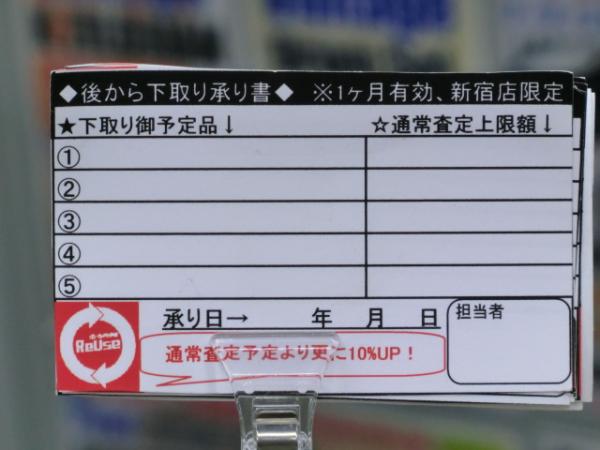 ◆後から下取り承り書◆ ※1ヶ月有効、新宿店限定
★下取り御予定品↓ ☆通常査定上限額↓
①
②
③
④
⑤
承り日→ 年 月 日
担当者
ReUse
通常査定予定より更に10%UP！